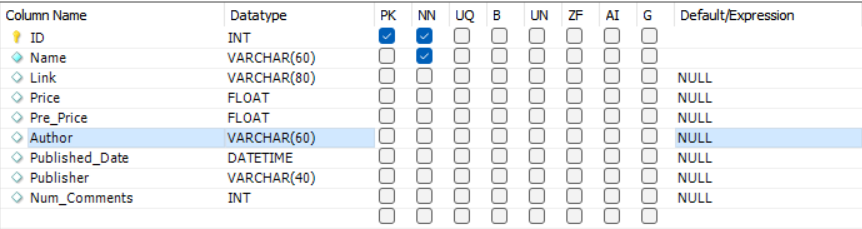 Column Name Datatype PK NN UQ B UN ZF AI G Default/Expression
ID INT
Name VARCHAR(60)
Link VARCHAR(80) NULL
Price FLOAT NULL
Pre_Price FLOAT NULL
Author VARCHAR(60) NULL
Published_Date DATETIME NULL
Publisher VARCHAR(40) NULL
Num_Comments INT NULL